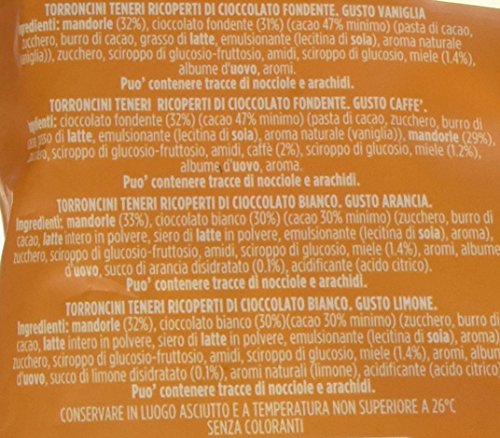 TORRONCINI TENERI RICOPERTI DI CIOCCOLATO FONDENTE. GUSTO VANIGLIA
Ingredienti: mandorle (32%), cioccolato fondente (31%) (cacao 47% minimo) (pasta di cacao,
zucchero, burro di cacao, grasso di latte, emulsionante (lecitina di sola), aroma naturale
(vaniglia)), zucchero, sciroppo di glucosio-fruttosio, amidi, sciroppo di glucosio, miele (1.4%),
albume d'uovo, aromi.
Puo' contenere tracce di nocciole e arachidi.
TORRONCINI TENERI RICOPERTI DI CIOCCOLATO FONDENTE. GUSTO CAFFE'.
cioccolato fondente (32%) (cacao 47% minimo) (pasta di cacao, zucchero, burro di
grasso di latte, emulsionante (lecitina di sola), aroma naturale (vaniglia)), mandorle (29%),
zucchero, sciroppo di glucosio-fruttosio, amidi, caffè (2%), sciroppo di glucosio, miele (1.2%),
albume d'uovo, aroma.
Puo' contenere tracce di nocciole e arachidi.
TORRONCINI TENERI RICOPERTI DI CIOCCOLATO BIANCO. GUSTO ARANCIA.
Ingredienti: mandorle (33%), cioccolato bianco (30%) (cacao 30% minimo) (zucchero, burro di
cacao, latte intero in polvere, siero di latte in polvere, emulsionante (lecitina di soia), aroma),
zucchero, sciroppo di glucosio-fruttosio, amidi, sciroppo di glucosio, miele (1.4%), aromi, albume
d'uovo, succo di arancia disidratato (0.1%), acidificante (acido citrico).
Puo' contenere tracce di nocciole e arachidi.
TORRONCINI TENERI RICOPERTI DI CIOCCOLATO BIANCO. GUSTO LIMONE.
Ingredienti: mandorle (32%), cioccolato bianco (30%)(cacao 30% minimo) (zucchero, burro di
cacao, latte intero in polvere, siero di latte in polvere, emulsionante (lecitina di soia), aroma),
zucchero, sciroppo di glucosio-fruttosio, amidi, sciroppo di glucosio, miele (1.4%), aromi, albume
d'uovo, succo di limone disidratato (0.1%), aromi naturali (limone), acidificante (acido citrico)
Puo' contenere tracce di nocciole e arachidi.
CONSERVARE IN LUOGO ASCIUTTO E A TEMPERATURA NON SUPERIORE A 26°C
SENZA COLORANTI